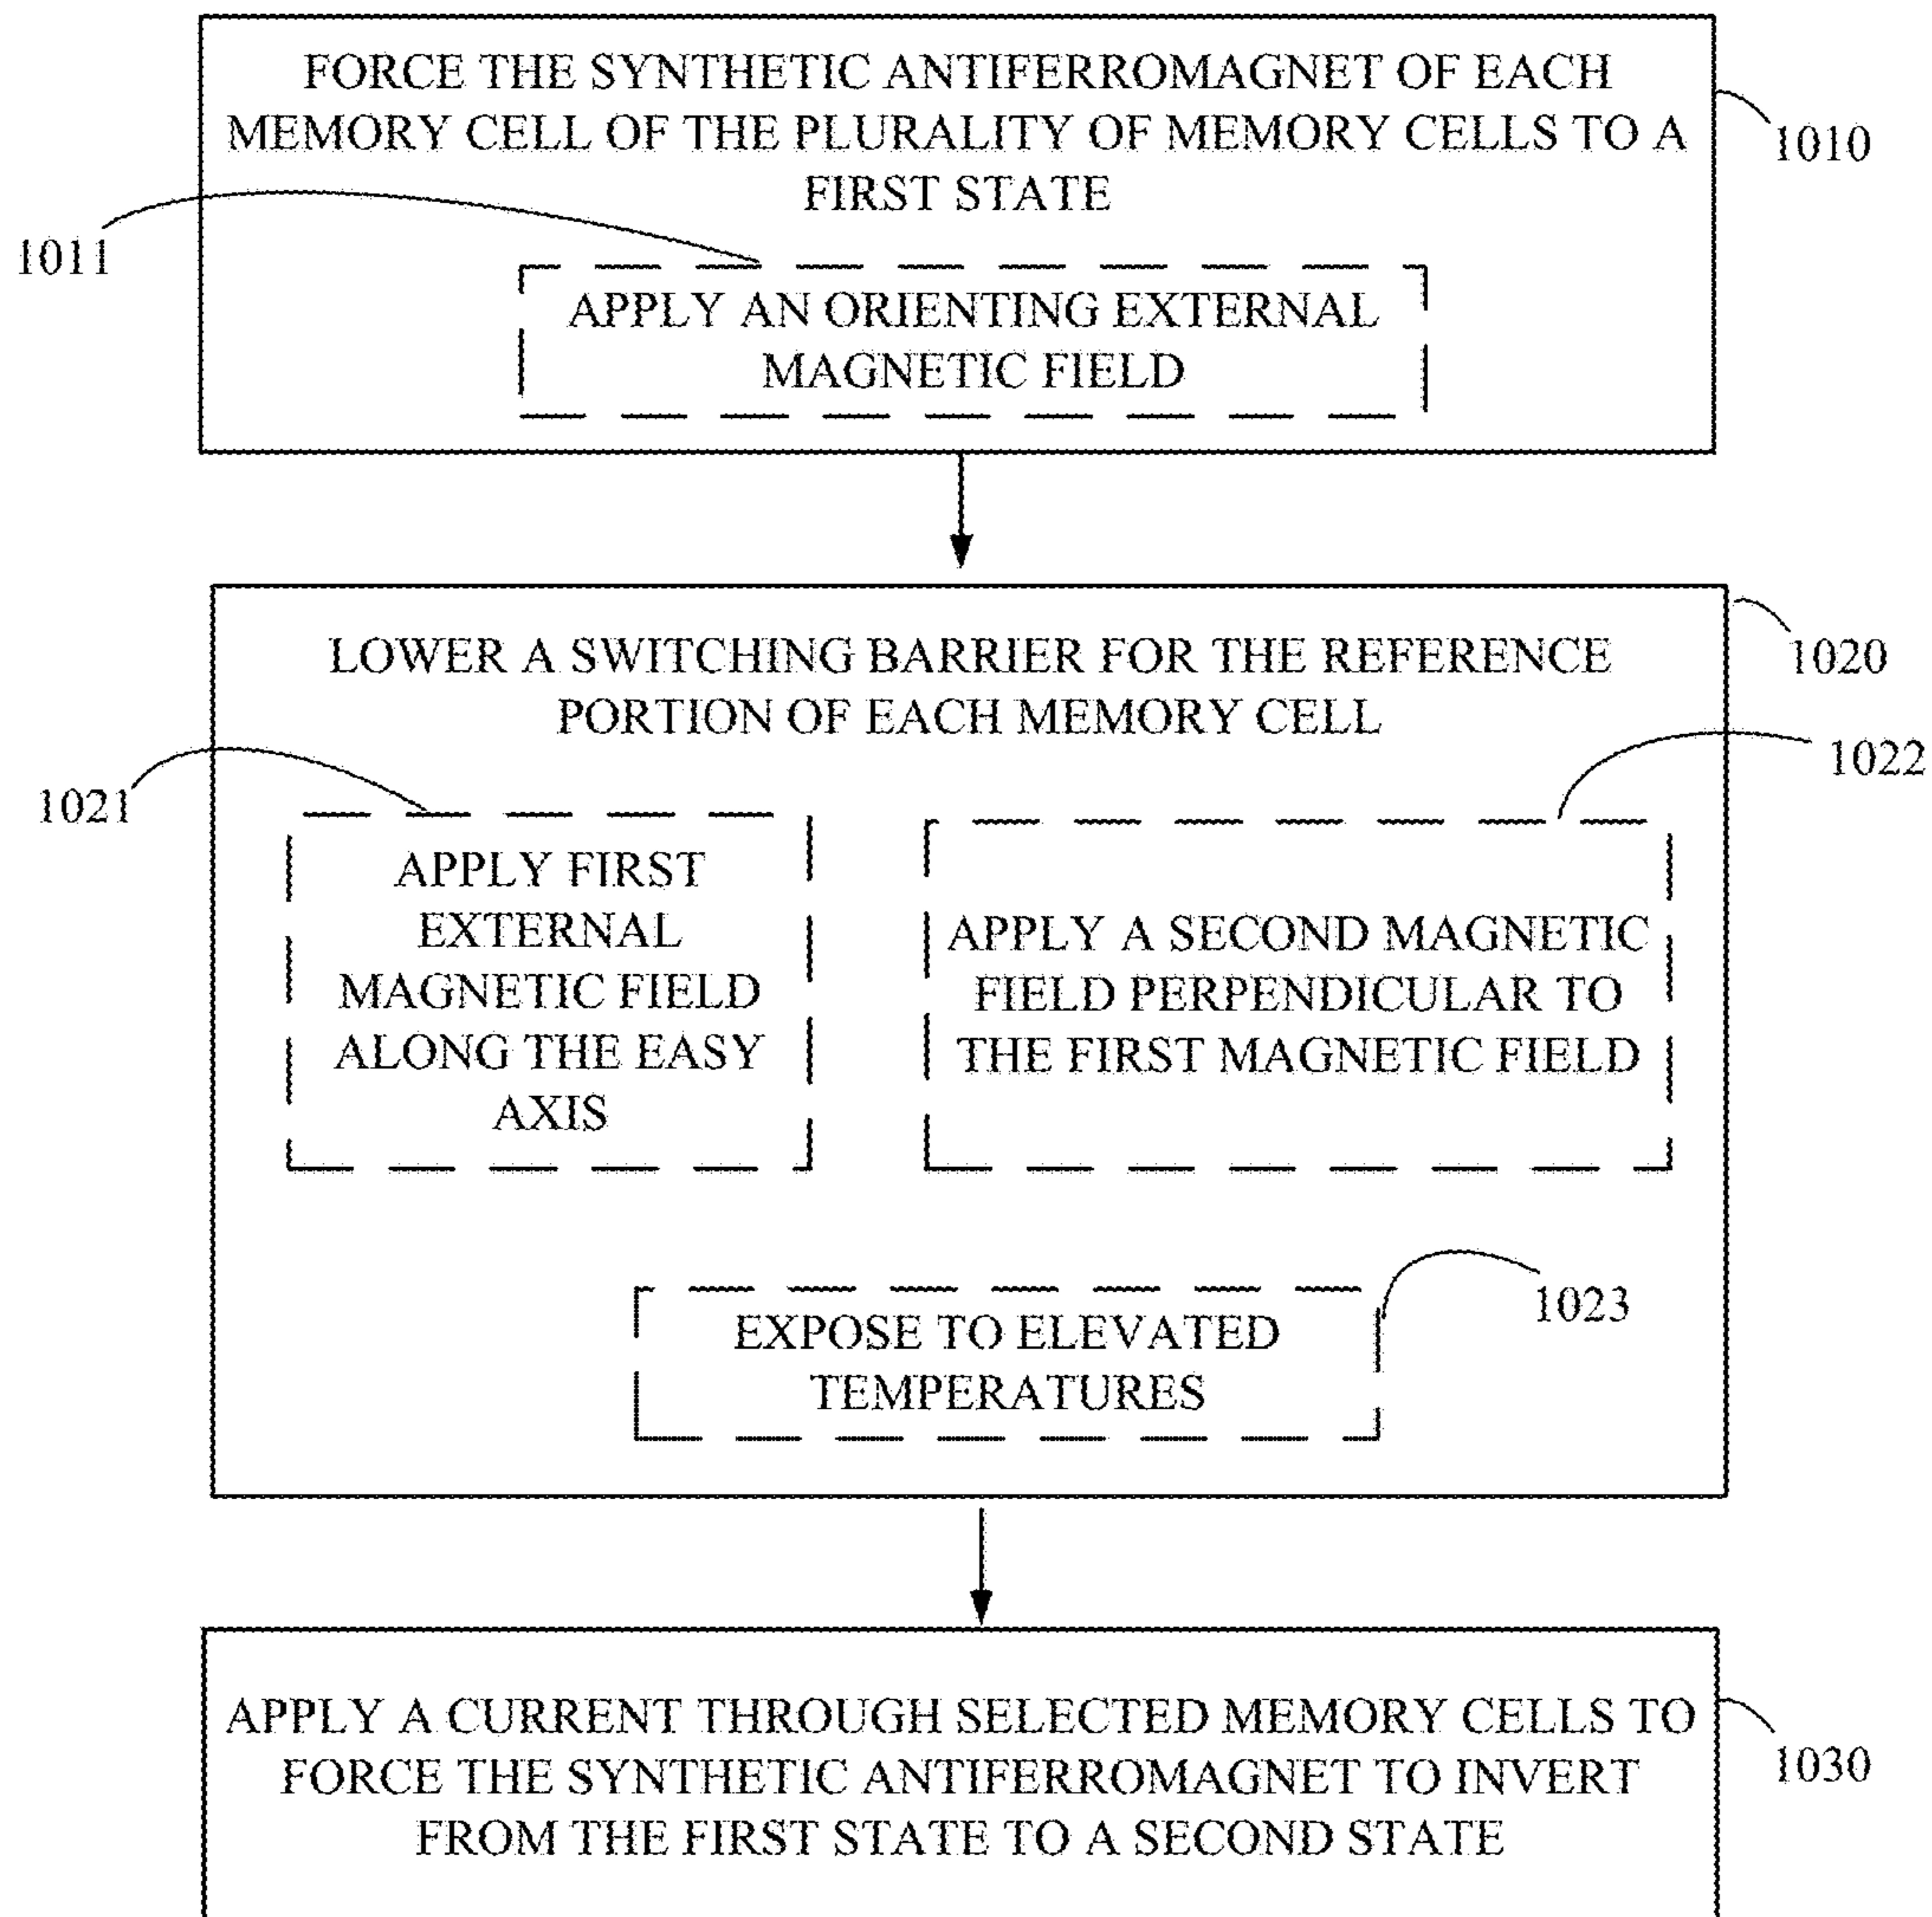 FORCE THE SYNTHETIC ANTIFERROMAGNET OF EACH
MEMORY CELL OF THE PLURALITY OF MEMORY CELLS TO A
FIRST STATE
1010
1011
APPLY AN ORIENTING EXTERNAL
MAGNETIC FIELD
LOWER A SWITCHING BARRIER FOR THE REFERENCE
PORTION OF EACH MEMORY CELL
1020
1021
1022
APPLY FIRST
EXTERNAL
MAGNETIC FIELD
ALONG THE EASY
AXIS
APPLY A SECOND MAGNETIC
FIELD PERPENDICULAR TO
THE FIRST MAGNETIC FIELD
1023
EXPOSE TO ELEVATED
TEMPERATURES
APPLY A CURRENT THROUGH SELECTED MEMORY CELLS TO
FORCE THE SYNTHETIC ANTIFERROMAGNET TO INVERT
FROM THE FIRST STATE TO A SECOND STATE
1030